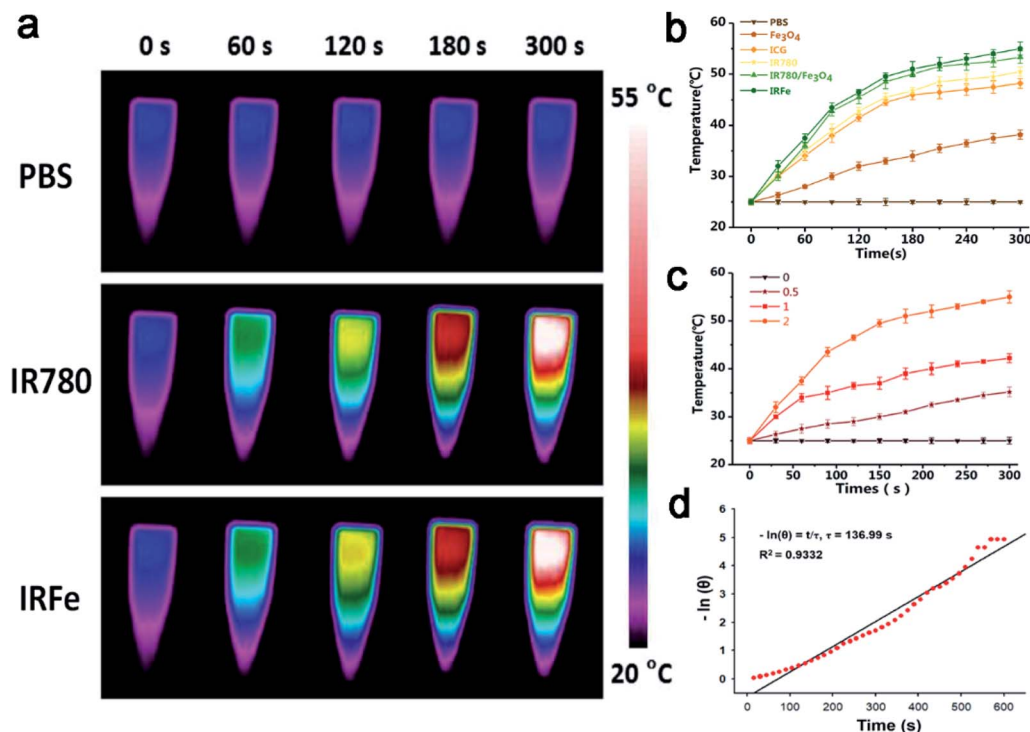 a
0 s 60 s 120 s 180 s 300 s
PBS
IR780
IRFe
55 °C
20 °C
b
PBS
Fe₃O₄
ICG
IR780
IR780/Fe₃O₄
IRFe
Temperature(℃)
60
50
40
30
20
0 60 120 180 240 300
Time(s)
c
0
0.5
1
2
Temperature(℃)
60
50
40
30
20
0 50 100 150 200 250 300
Times ( s )
d
- ln(θ) = t/τ, τ = 136.99 s
R² = 0.9332
- ln (θ)
6
5
4
3
2
1
0
0 100 200 300 400 500 600
Time (s)